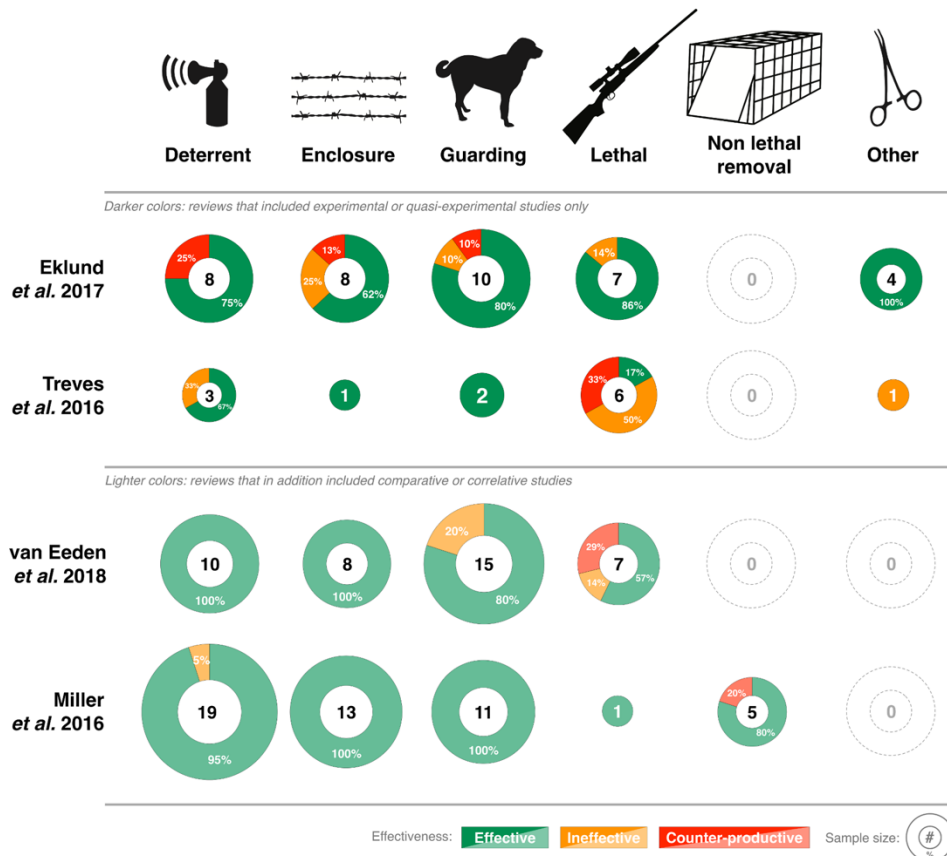 Deterrent Enclosure Guarding Lethal Non lethal removal Other
Darker colors: reviews that included experimental or quasi-experimental studies only
Eklund et al. 2017
25% 8 75%
13% 25% 8 62%
10% 10% 10 80%
14% 7 86%
0
4 100%
Treves et al. 2016
33% 3 67%
1
2
33% 17% 6 50%
0
1
Lighter colors: reviews that in addition included comparative or correlative studies
van Eeden et al. 2018
10 100%
8 100%
20% 15 80%
29% 7 14% 57%
0
0
Miller et al. 2016
5% 19 95%
13 100%
11 100%
1
20% 5 80%
0
Effectiveness: Effective Ineffective Counter-productive Sample size: # %